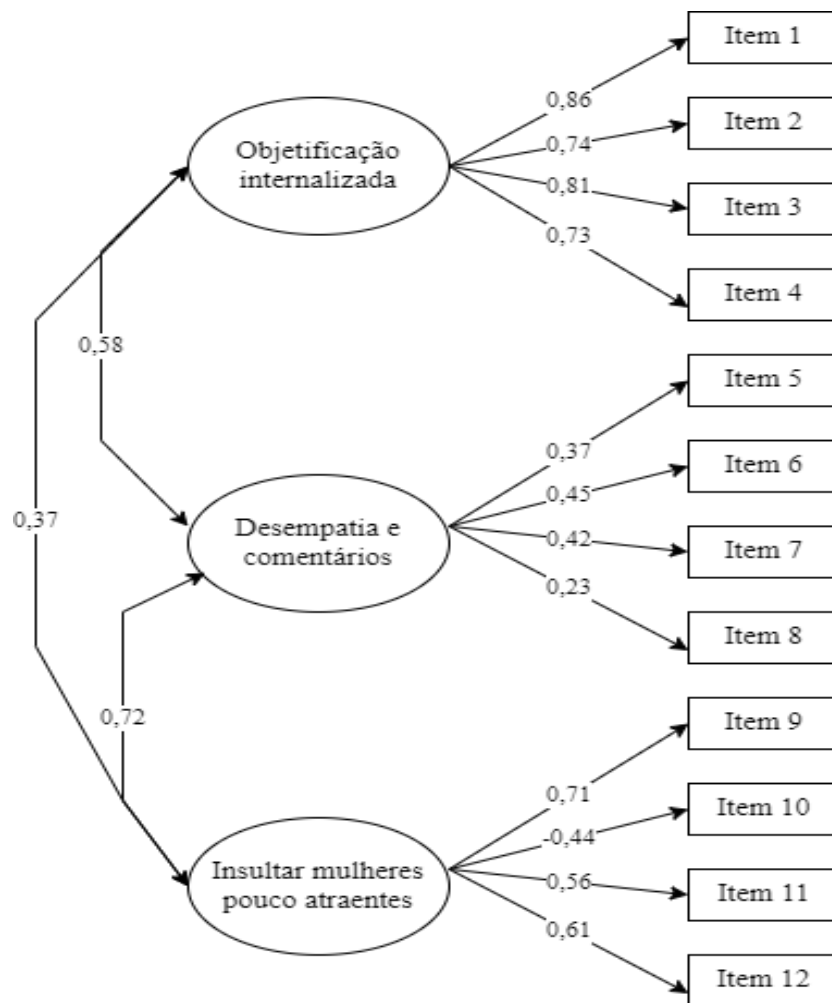 Item 1
0,86
Item 2
0,74
Objetificação
internalizada
0,81
Item 3
0,73
Item 4
0,58
Item 5
0,37
Item 6
0,45
0,37
Desempatia e
comentários
0,42
Item 7
0,23
Item 8
0,72
Item 9
0,71
Item 10
-0,44
Insultar mulheres
pouco atraentes
0,56
Item 11
0,61
Item 12